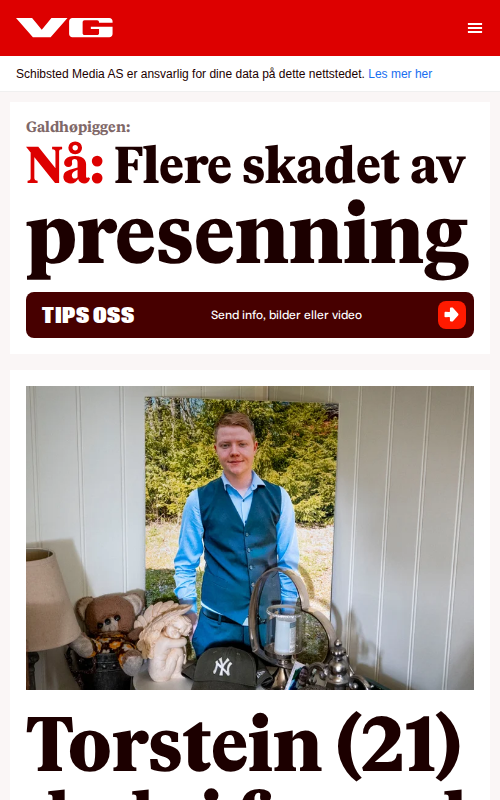 VG
Schibsted Media AS er ansvarlig for dine data på dette nettstedet. Les mer her
Galdhøpiggen:
Nå: Flere skadet av
presenning
TIPS OSS
Send info, bilder eller video
NY
Torstein (21)